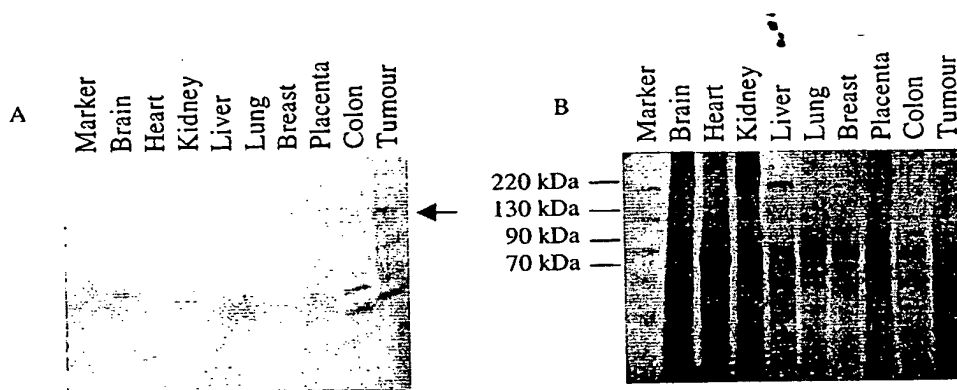 A
Marker
Brain
Heart
Kidney
Liver
Lung
Breast
Placenta
Colon
Tumour
B
Marker
Brain
Heart
Kidney
Liver
Lung
Breast
Placenta
Colon
Tumour
220 kDa
130 kDa
90 kDa
70 kDa